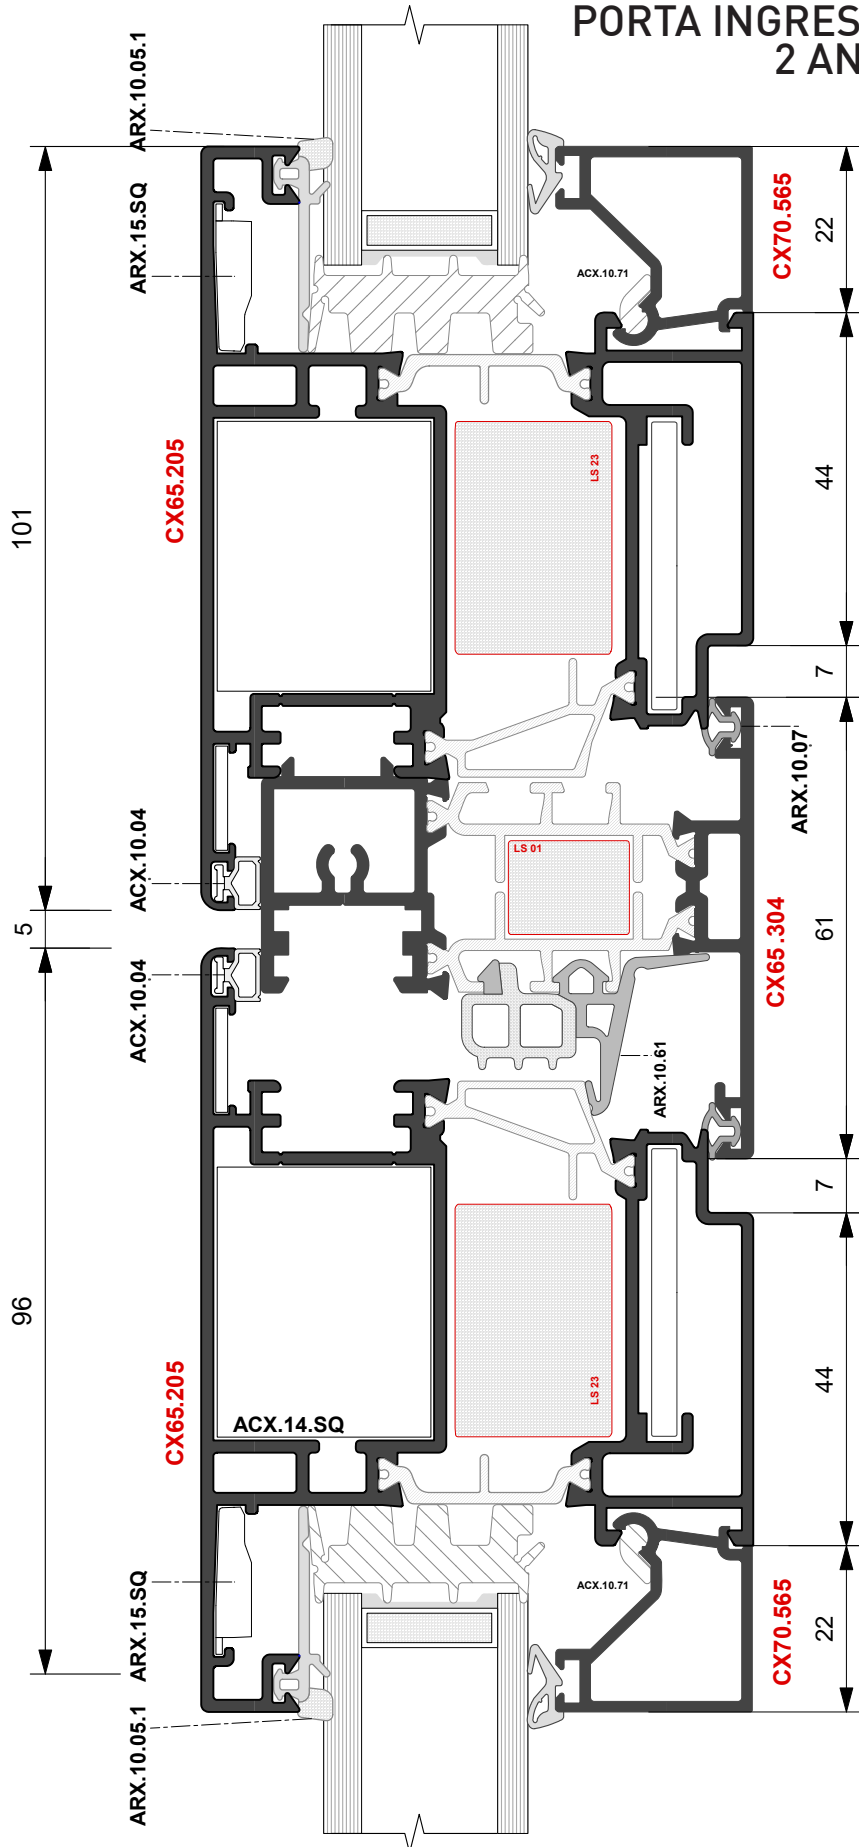 PORTA INGRES
2 AN
ARX.10.05.1
ARX.15.SQ
CX70.565
22
ACX.10.71
101
CX65.205
LS 23
44
7
ARX.10.07
LS 01
ACX.10.04
5
ACX.10.04
61
CX65.304
ARX.10.61
7
96
CX65.205
ACX.14.SQ
LS 23
44
ARX.15.SQ
ACX.10.71
CX70.565
22
ARX.10.05.1